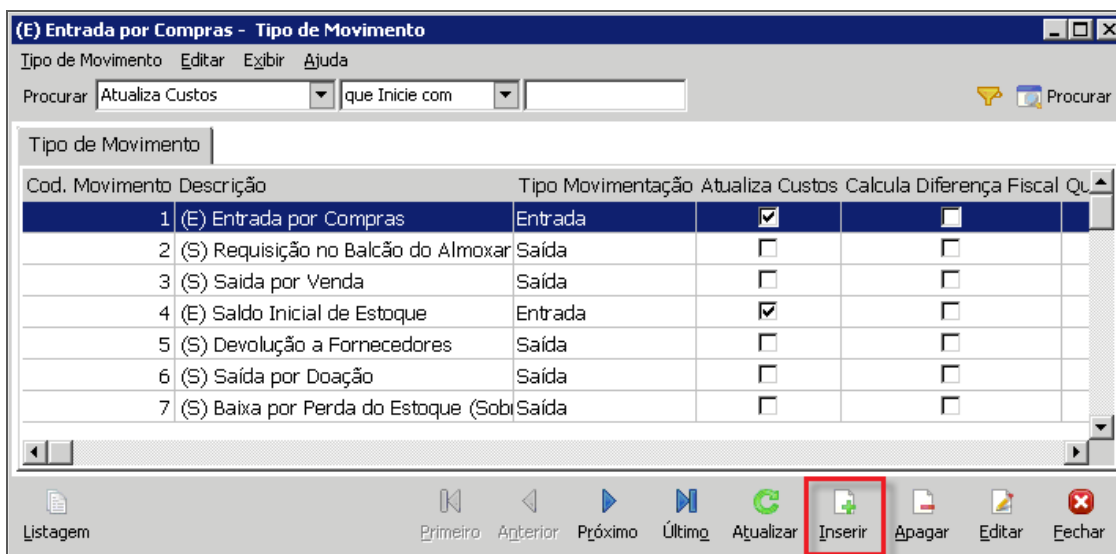 (E) Entrada por Compras - Tipo de Movimento
Tipo de Movimento Editar Exibir Ajuda
Procurar Atualiza Custos que Inicie com Procurar
Tipo de Movimento
Cod. Movimento Descrição Tipo Movimentação Atualiza Custos Calcula Diferença Fiscal Qu
1 (E) Entrada por Compras Entrada
2 (S) Requisição no Balcão do Almoxar Saída
3 (S) Saida por Venda Saída
4 (E) Saldo Inicial de Estoque Entrada
5 (S) Devolução a Fornecedores Saída
6 (S) Saída por Doação Saída
7 (S) Baixa por Perda do Estoque (Sob Saída
Listagem Primeiro Anterior Próximo Último Atualizar Inserir Apagar Editar Fechar